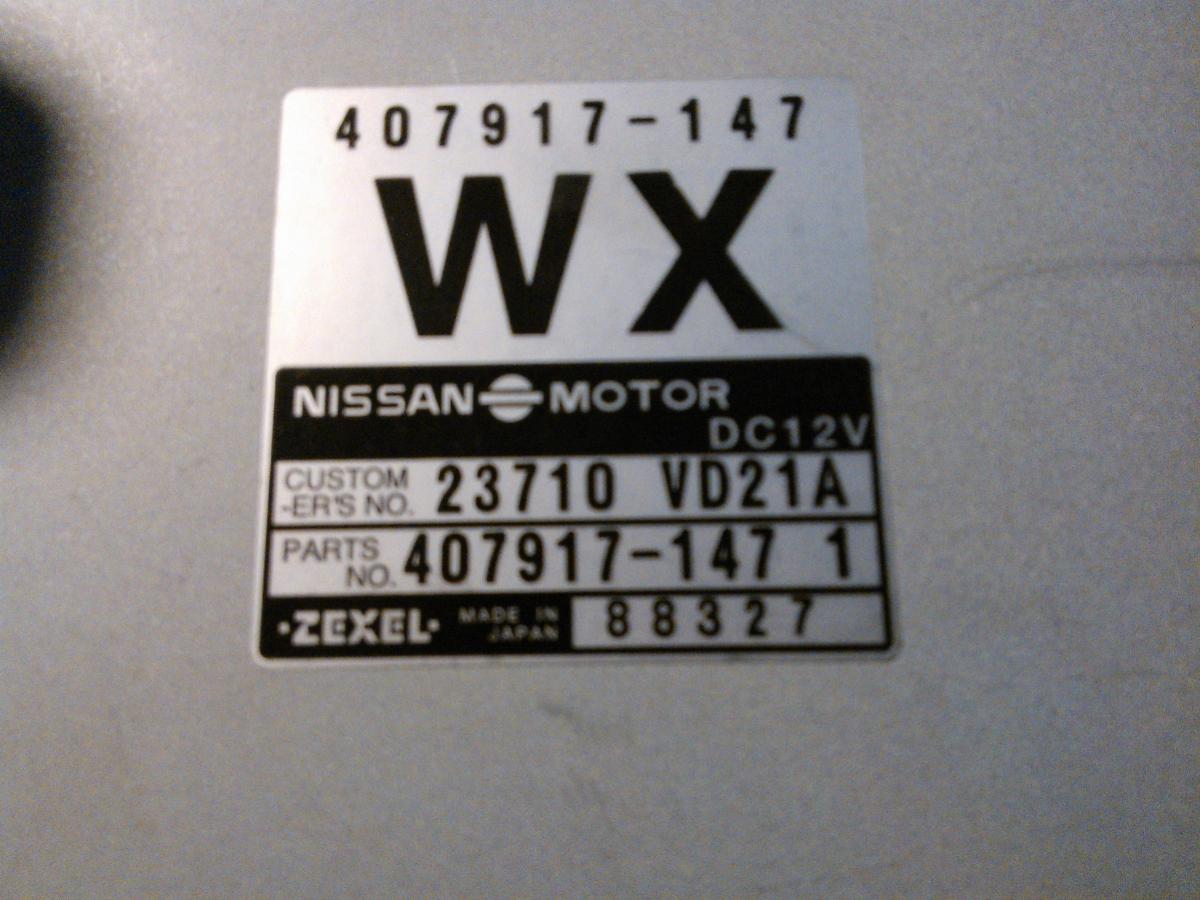 407917-147
WX
NISSAN MOTOR
DC12V
CUSTOM
-ER'S NO. 23710 VD21A
PARTS
NO. 407917-147 1
·ZEXEL· MADE IN
JAPAN 88327